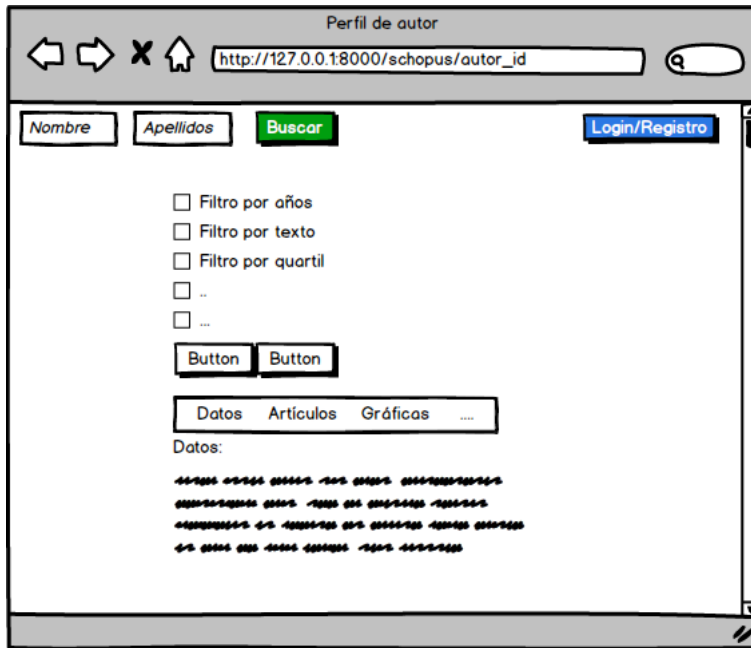 Perfil de autor
http://127.0.0.1:8000/schopus/autor_id
Nombre Apellidos Buscar Login/Registro
Filtro por años
Filtro por texto
Filtro por quartil
..
...
Button Button
Datos Artículos Gráficas ....
Datos: